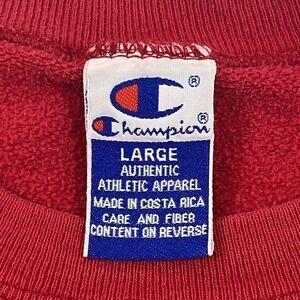 ®
Champion®
LARGE
AUTHENTIC
ATHLETIC APPAREL
MADE IN COSTA RICA
CARE AND FIBER
CONTENT ON REVERSE